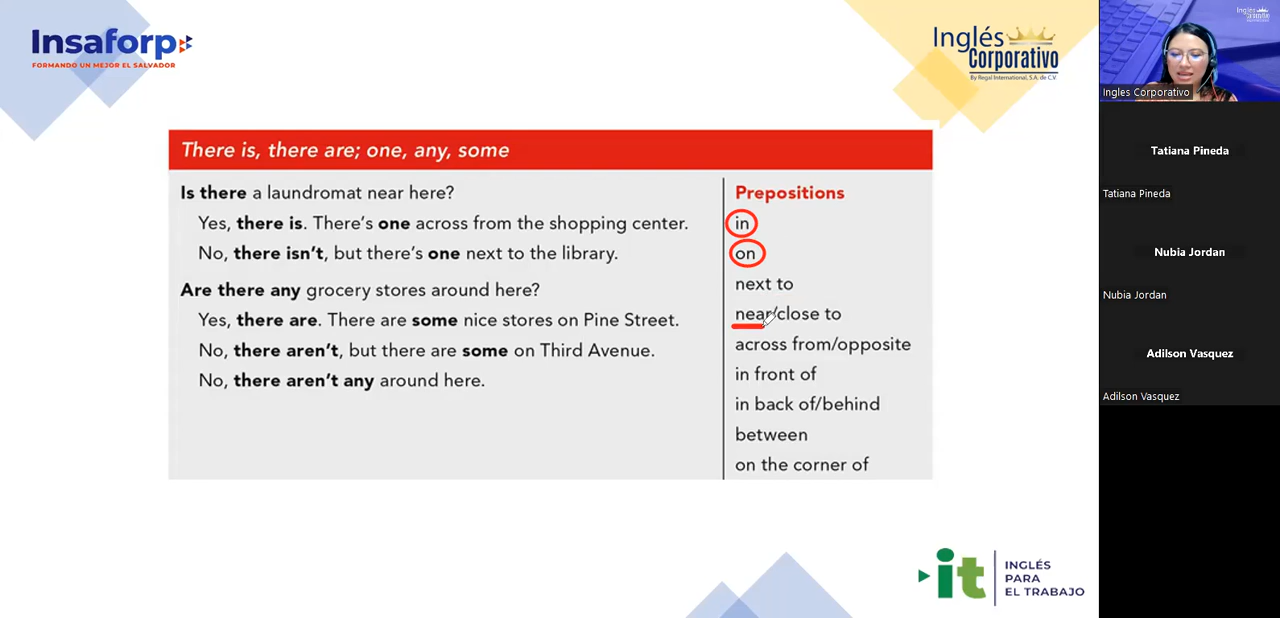 Insaforp
FORMANDO UN MEJOR EL SALVADOR
Inglés
Corporativo
By Regal International, S.A. de C.V.
There is, there are; one, any, some
Is there a laundromat near here?
Yes, there is. There's one across from the shopping center.
No, there isn't, but there's one next to the library.
Are there any grocery stores around here?
Yes, there are. There are some nice stores on Pine Street.
No, there aren't, but there are some on Third Avenue.
No, there aren't any around here.
Prepositions
in
on
next to
near/close to
across from/opposite
in front of
in back of/behind
between
on the corner of
it
INGLÉS
PARA
EL TRABAJO
Ingles Corporativo
Tatiana Pineda
Tatiana Pineda
Nubia Jordan
Nubia Jordan
Adilson Vasquez
Adilson Vasquez